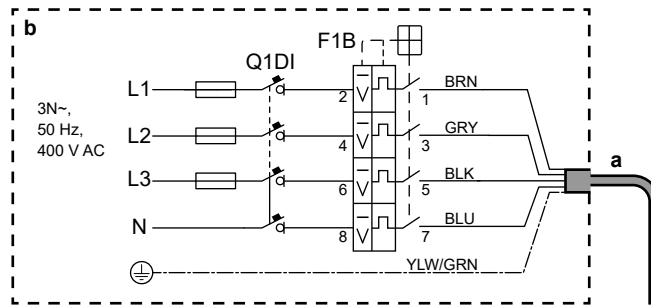 b
F1B
Q1DI
L1
2
1
BRN
3N~,
50 Hz,
400 V AC
L2
4
3
GRY
L3
6
5
BLK
a
N
8
7
BLU
YLW/GRN